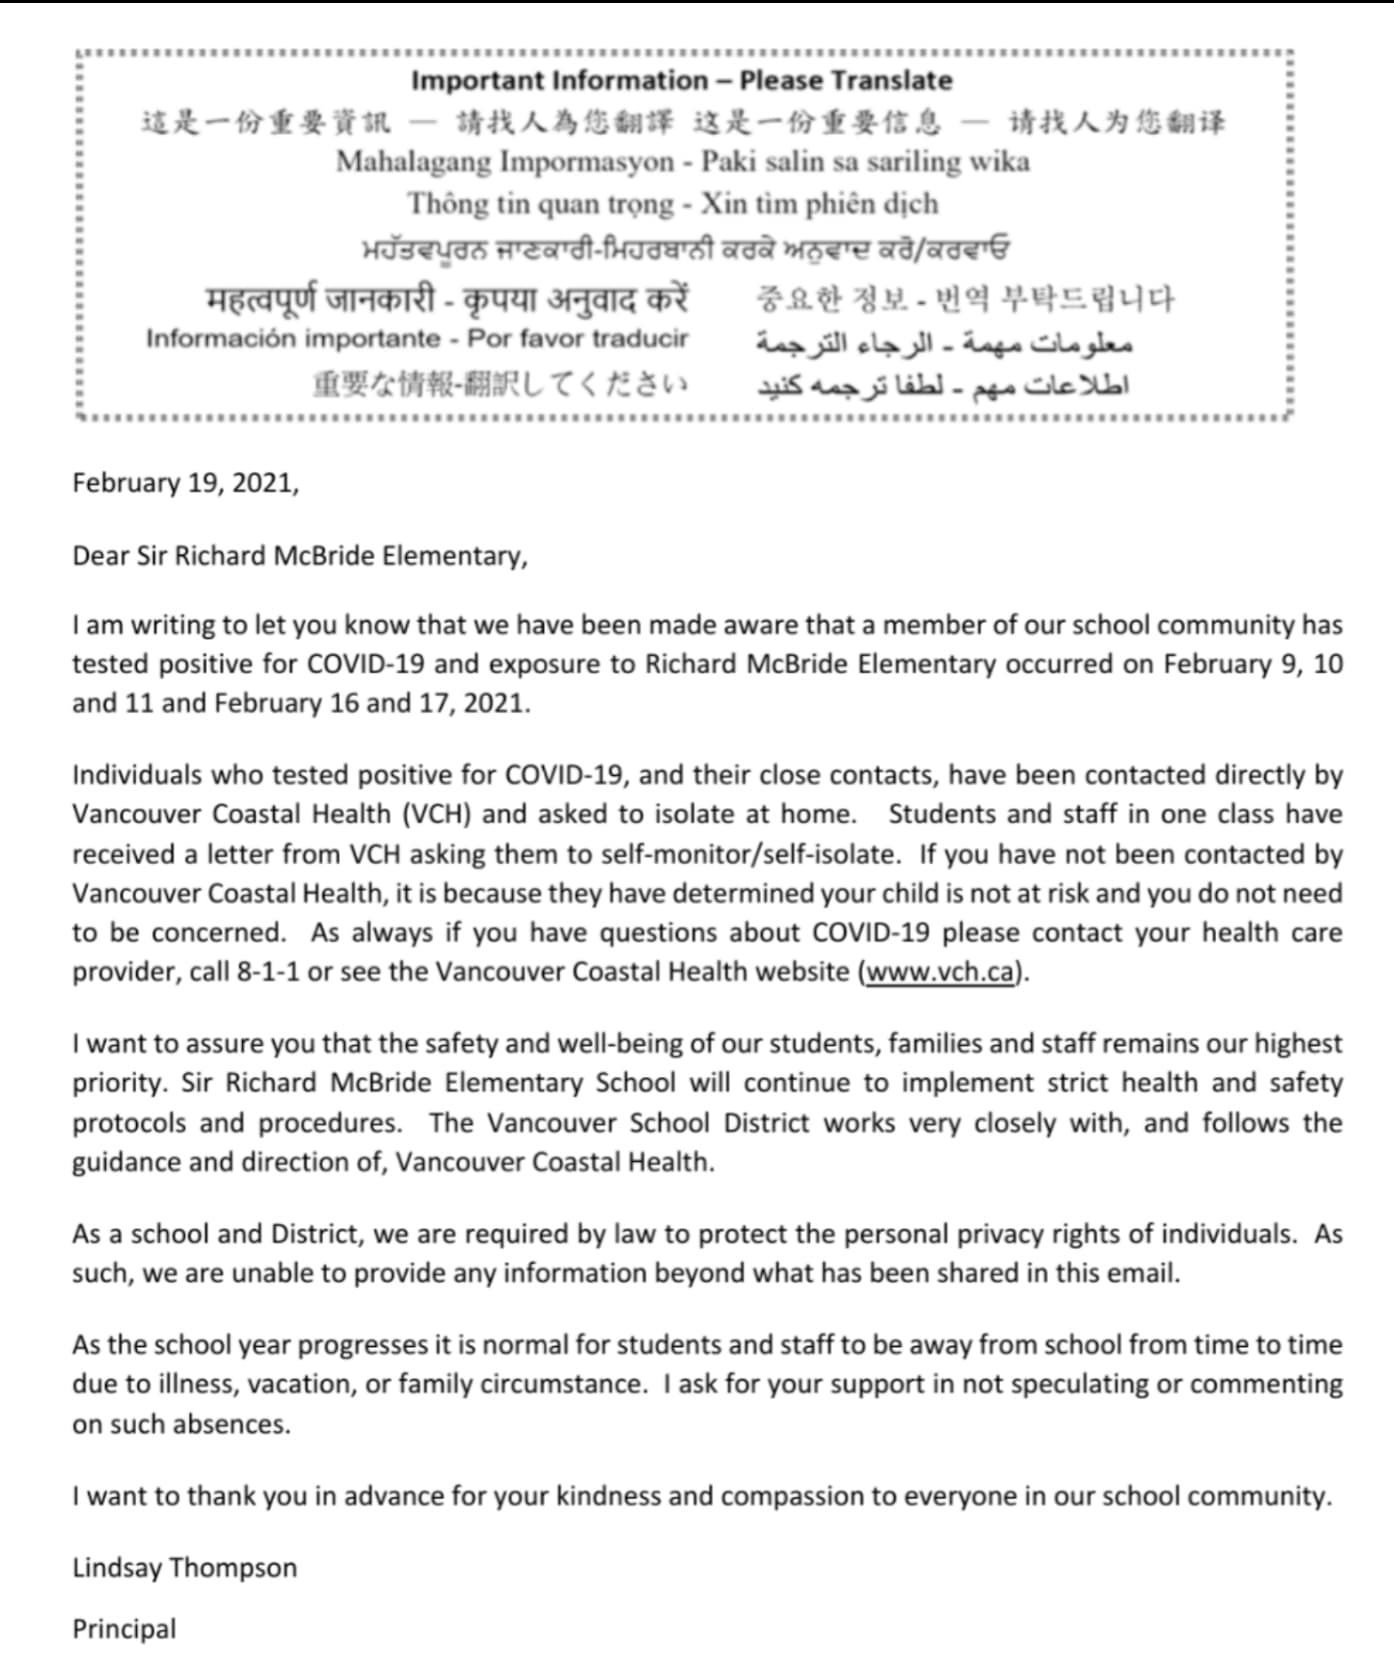 Important Information – Please Translate
這是一份重要資訊 — 請找人為您翻譯 这是一份重要信息 — 请找人为您翻译
Mahalagang Impormasyon - Paki salin sa sariling wika
Thông tin quan trọng - Xin tìm phiên dịch
ਮਹੱਤਵਪੂਰਨ ਜਾਣਕਾਰੀ-ਮਿਹਰਬਾਨੀ ਕਰਕੇ ਅਨੁਵਾਦ ਕਰੋ/ਕਰਵਾਓ
महत्वपूर्ण जानकारी - कृपया अनुवाद करें 중요한 정보 - 번역 부탁드립니다
Información importante - Por favor traducir معلومات مهمة - الرجاء الترجمة
重要な情報-翻訳してください اطلاعات مهم - لطفا ترجمه کنید
February 19, 2021,
Dear Sir Richard McBride Elementary,
I am writing to let you know that we have been made aware that a member of our school community has
tested positive for COVID-19 and exposure to Richard McBride Elementary occurred on February 9, 10
and 11 and February 16 and 17, 2021.
Individuals who tested positive for COVID-19, and their close contacts, have been contacted directly by
Vancouver Coastal Health (VCH) and asked to isolate at home. Students and staff in one class have
received a letter from VCH asking them to self-monitor/self-isolate. If you have not been contacted by
Vancouver Coastal Health, it is because they have determined your child is not at risk and you do not need
to be concerned. As always if you have questions about COVID-19 please contact your health care
provider, call 8-1-1 or see the Vancouver Coastal Health website (www.vch.ca).
I want to assure you that the safety and well-being of our students, families and staff remains our highest
priority. Sir Richard McBride Elementary School will continue to implement strict health and safety
protocols and procedures. The Vancouver School District works very closely with, and follows the
guidance and direction of, Vancouver Coastal Health.
As a school and District, we are required by law to protect the personal privacy rights of individuals. As
such, we are unable to provide any information beyond what has been shared in this email.
As the school year progresses it is normal for students and staff to be away from school from time to time
due to illness, vacation, or family circumstance. I ask for your support in not speculating or commenting
on such absences.
I want to thank you in advance for your kindness and compassion to everyone in our school community.
Lindsay Thompson
Principal